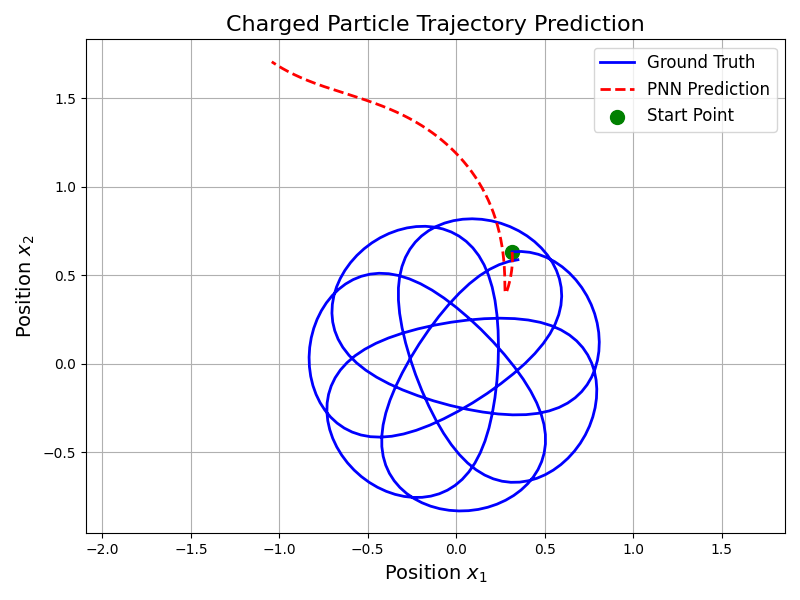 Charged Particle Trajectory Prediction
Ground Truth
PNN Prediction
Start Point
Position x₂
1.5
1.0
0.5
0.0
−0.5
−2.0 −1.5 −1.0 −0.5 0.0 0.5 1.0 1.5
Position x₁